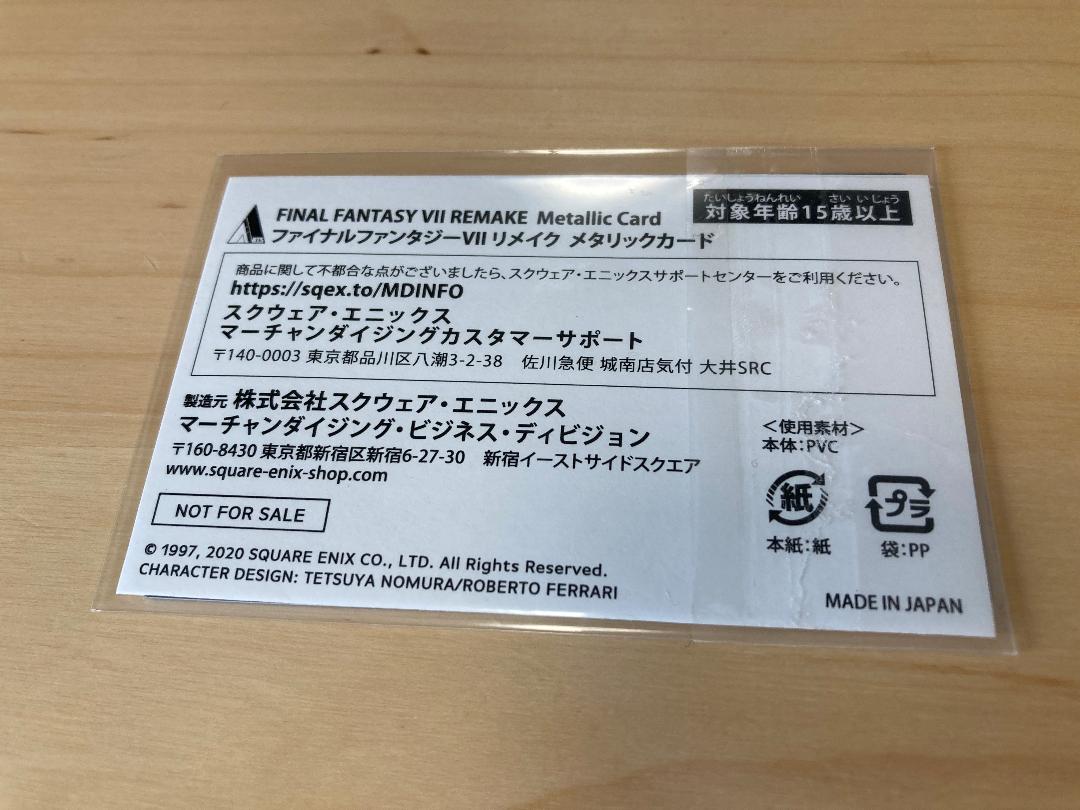 FINAL FANTASY VII REMAKE Metallic Card
ファイナルファンタジーVII リメイク メタリックカード
たいしょうねんれい さい いじょう
対象年齢15歳以上
商品に関して不都合な点がございましたら、スクウェア・エニックスサポートセンターをご利用ください。
https://sqex.to/MDINFO
スクウェア・エニックス
マーチャンダイジングカスタマーサポート
〒140-0003 東京都品川区八潮3-2-38 佐川急便 城南店気付 大井SRC
製造元 株式会社スクウェア・エニックス
マーチャンダイジング・ビジネス・ディビジョン
〒160-8430 東京都新宿区新宿6-27-30 新宿イーストサイドスクエア
www.square-enix-shop.com
NOT FOR SALE
© 1997, 2020 SQUARE ENIX CO., LTD. All Rights Reserved.
CHARACTER DESIGN: TETSUYA NOMURA/ROBERTO FERRARI
＜使用素材＞
本体：PVC
紙
本紙：紙
プラ
袋：PP
MADE IN JAPAN